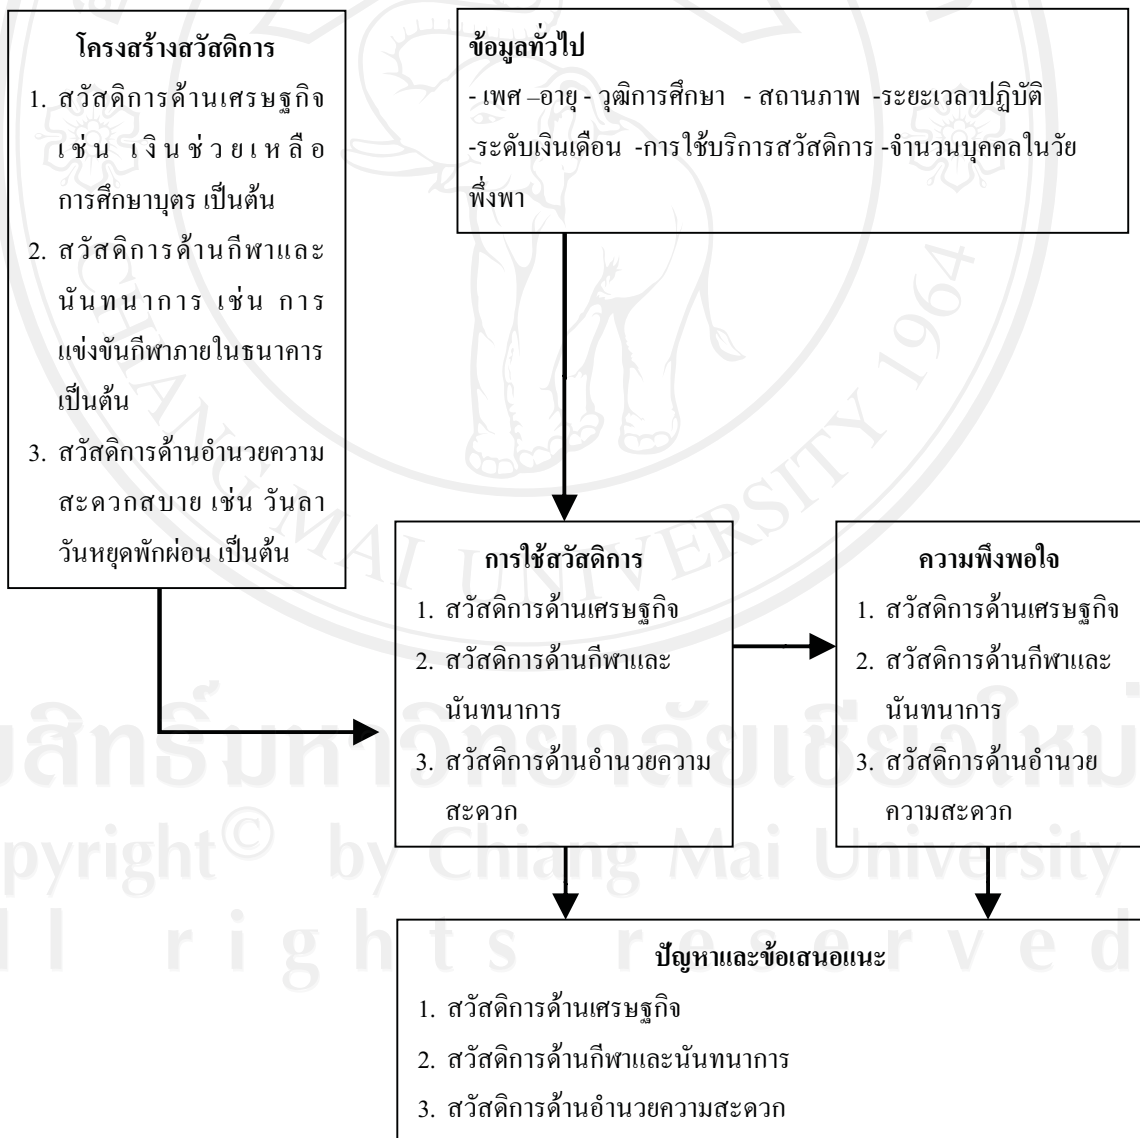 โครงสร้างสวัสดิการ
1. สวัสดิการด้านเศรษฐกิจ
เช่น เงินช่วยเหลือ
การศึกษาบุตร เป็นต้น
2. สวัสดิการด้านกีฬาและ
นันทนาการ เช่น การ
แข่งขันกีฬาภายในธนาคาร
เป็นต้น
3. สวัสดิการด้านอำนวยความ
สะดวกสบาย เช่น วันลา
วันหยุดพักผ่อน เป็นต้น
ข้อมูลทั่วไป
- เพศ –อายุ - วุฒิการศึกษา - สถานภาพ -ระยะเวลาปฏิบัติ
-ระดับเงินเดือน -การใช้บริการสวัสดิการ -จำนวนบุคคลในวัย
พึ่งพา
การใช้สวัสดิการ
1. สวัสดิการด้านเศรษฐกิจ
2. สวัสดิการด้านกีฬาและ
นันทนาการ
3. สวัสดิการด้านอำนวยความ
สะดวก
ความพึงพอใจ
1. สวัสดิการด้านเศรษฐกิจ
2. สวัสดิการด้านกีฬาและ
นันทนาการ
3. สวัสดิการด้านอำนวย
ความสะดวก
ปัญหาและข้อเสนอแนะ
1. สวัสดิการด้านเศรษฐกิจ
2. สวัสดิการด้านกีฬาและนันทนาการ
3. สวัสดิการด้านอำนวยความสะดวก
CHIANG MAI UNIVERSITY 1964
สิทธิ์มหาวิทยาลัยเชียงใหม่
pyright© by Chiang Mai University
ll rights reserved